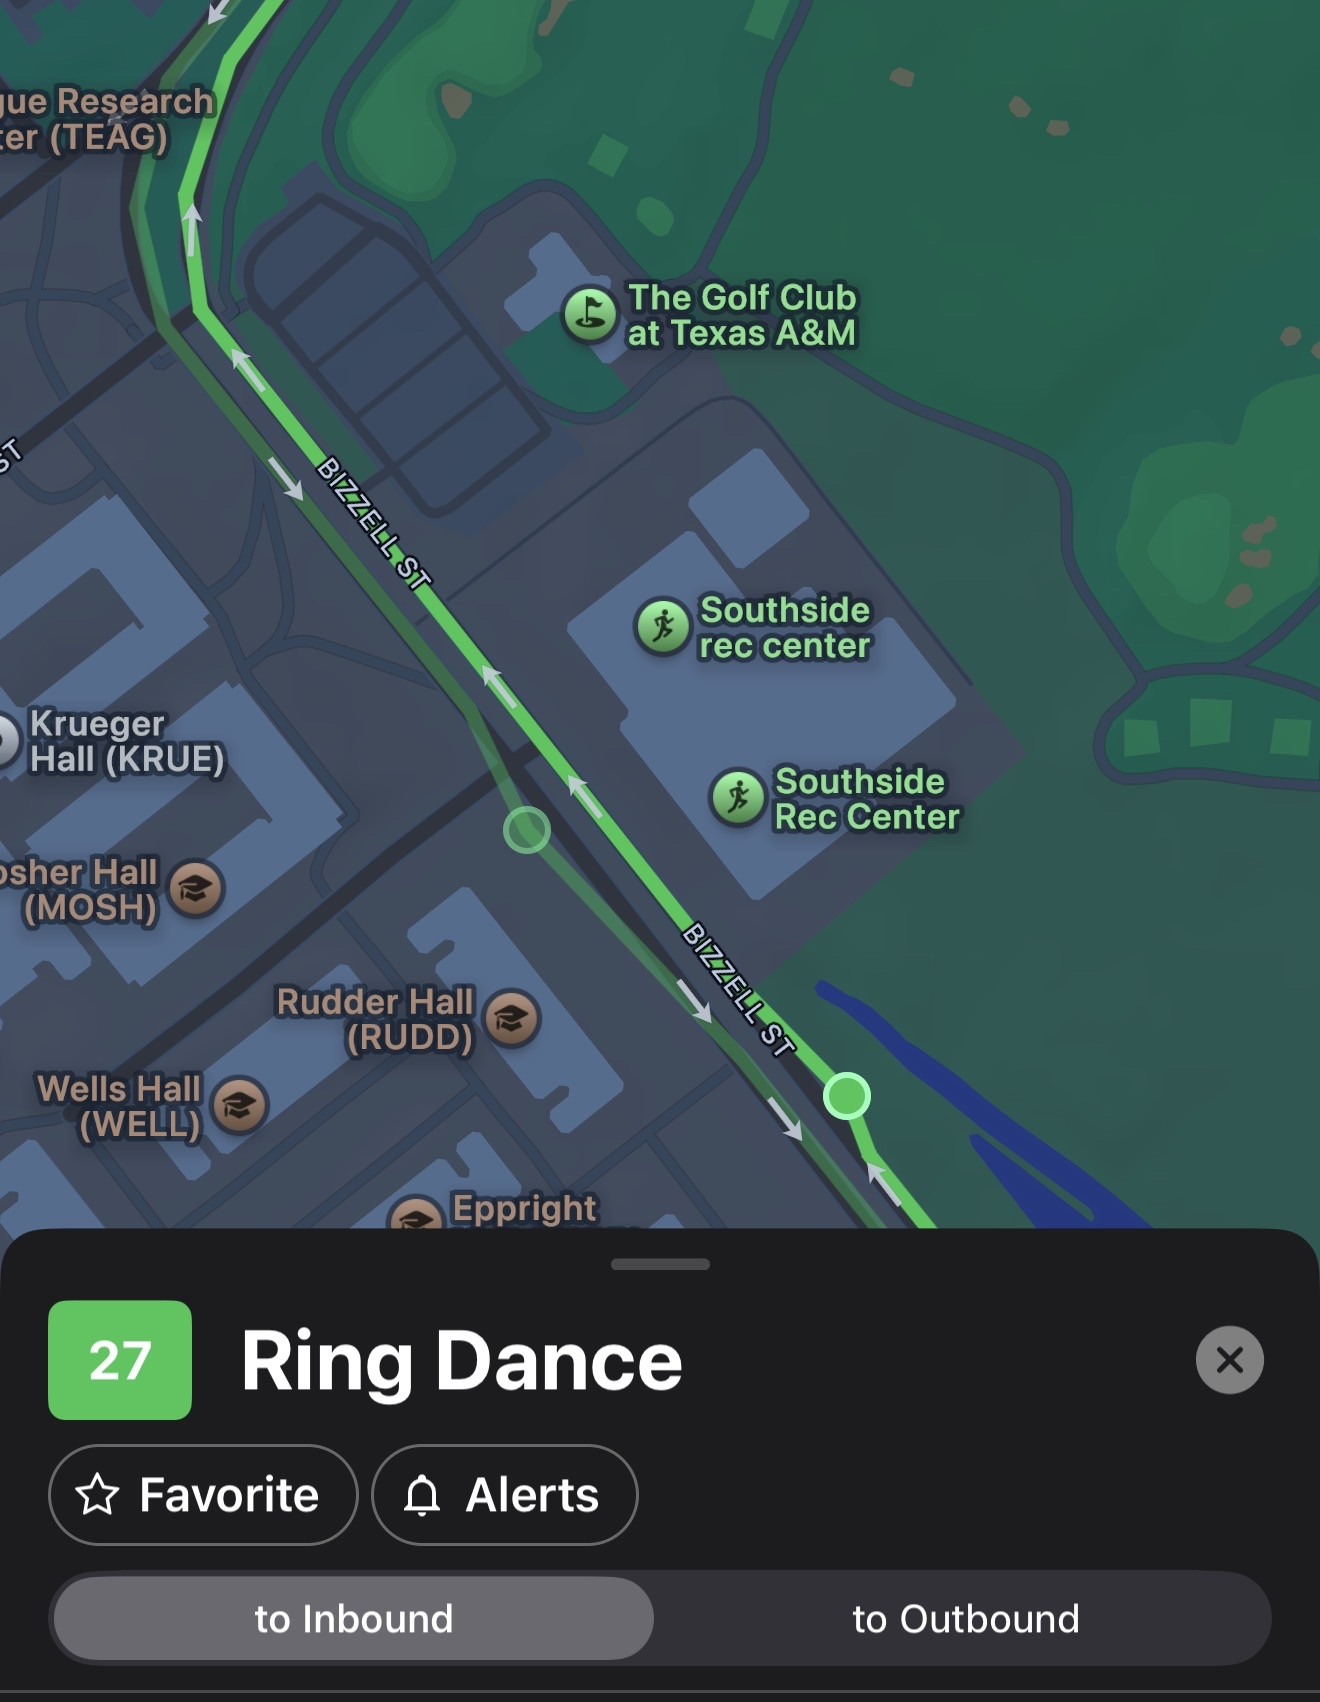 gue Research
ter (TEAG)
The Golf Club
at Texas A&M
ST
BIZZELL ST
Southside
rec center
Krueger
Hall (KRUE)
Southside
Rec Center
osher Hall
(MOSH)
BIZZELL ST
Rudder Hall
(RUDD)
Wells Hall
(WELL)
Eppright
27
Ring Dance
Favorite
Alerts
to Inbound
to Outbound